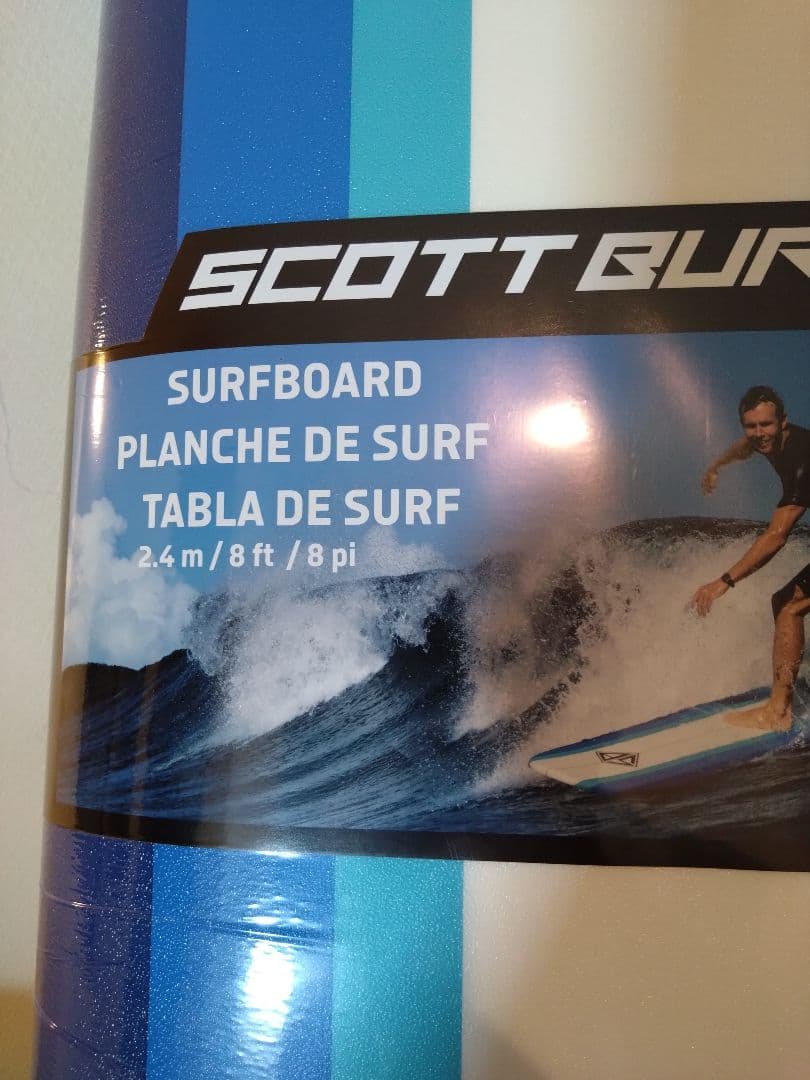 SCOTT BUR
SURFBOARD
PLANCHE DE SURF
TABLA DE SURF
2.4 m / 8 ft / 8 pi